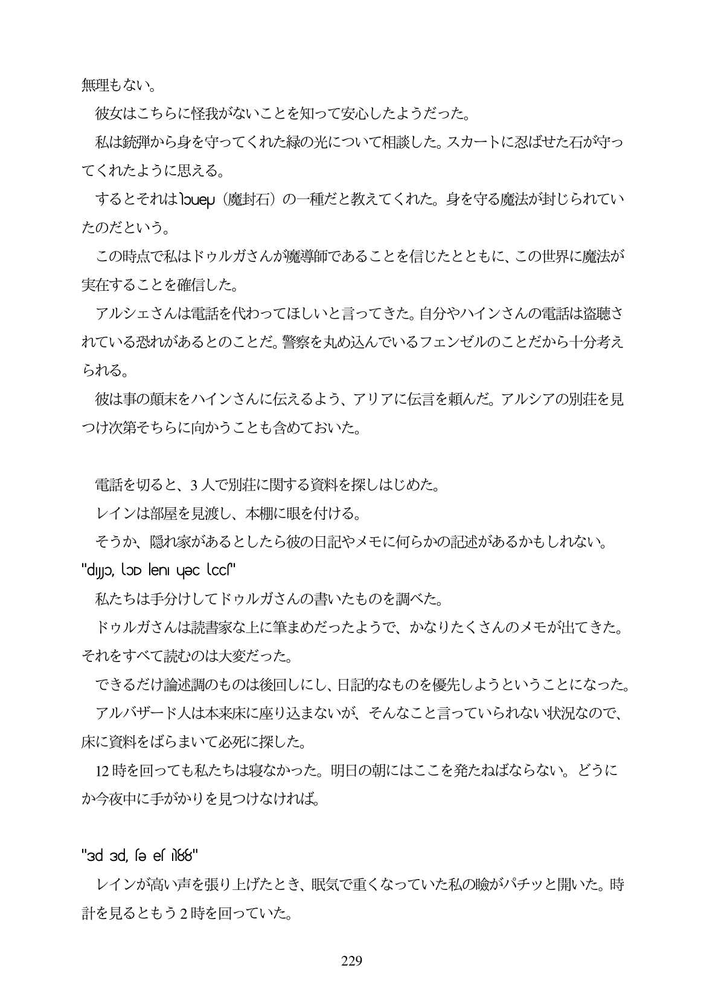 無理もない。
彼女はこちらに怪我がないことを知って安心したようだった。
私は銃弾から身を守ってくれた緑の光について相談した。スカートに忍ばせた石が守っ
てくれたように思える。
するとそれは（魔封石）の一種だと教えてくれた。身を守る魔法が封じられてい
たのだという。
この時点で私はドゥルガさんが魔導師であることを信じたとともに、この世界に魔法が
実在することを確信した。
アルシェさんは電話を代わってほしいと言ってきた。自分やハインさんの電話は盗聴さ
れている恐れがあるとのことだ。警察を丸め込んでいるフェンゼルのことだから十分考え
られる。
彼は事の顛末をハインさんに伝えるよう、アリアに伝言を頼んだ。アルシアの別荘を見
つけ次第そちらに向かうことも含めておいた。
電話を切ると、3 人で別荘に関する資料を探しはじめた。
レインは部屋を見渡し、本棚に眼を付ける。
そうか、隠れ家があるとしたら彼の日記やメモに何らかの記述があるかもしれない。
私たちは手分けしてドゥルガさんの書いたものを調べた。
ドゥルガさんは読書家な上に筆まめだったようで、かなりたくさんのメモが出てきた。
それをすべて読むのは大変だった。
できるだけ論述調のものは後回しにし、日記的なものを優先しようということになった。
アルバザード人は本来床に座り込まないが、そんなこと言っていられない状況なので、
床に資料をばらまいて必死に探した。
12 時を回っても私たちは寝なかった。明日の朝にはここを発たねばならない。どうに
か今夜中に手がかりを見つけなければ。
レインが高い声を張り上げたとき、眠気で重くなっていた私の瞼がパチッと開いた。時
計を見るともう 2 時を回っていた。
229